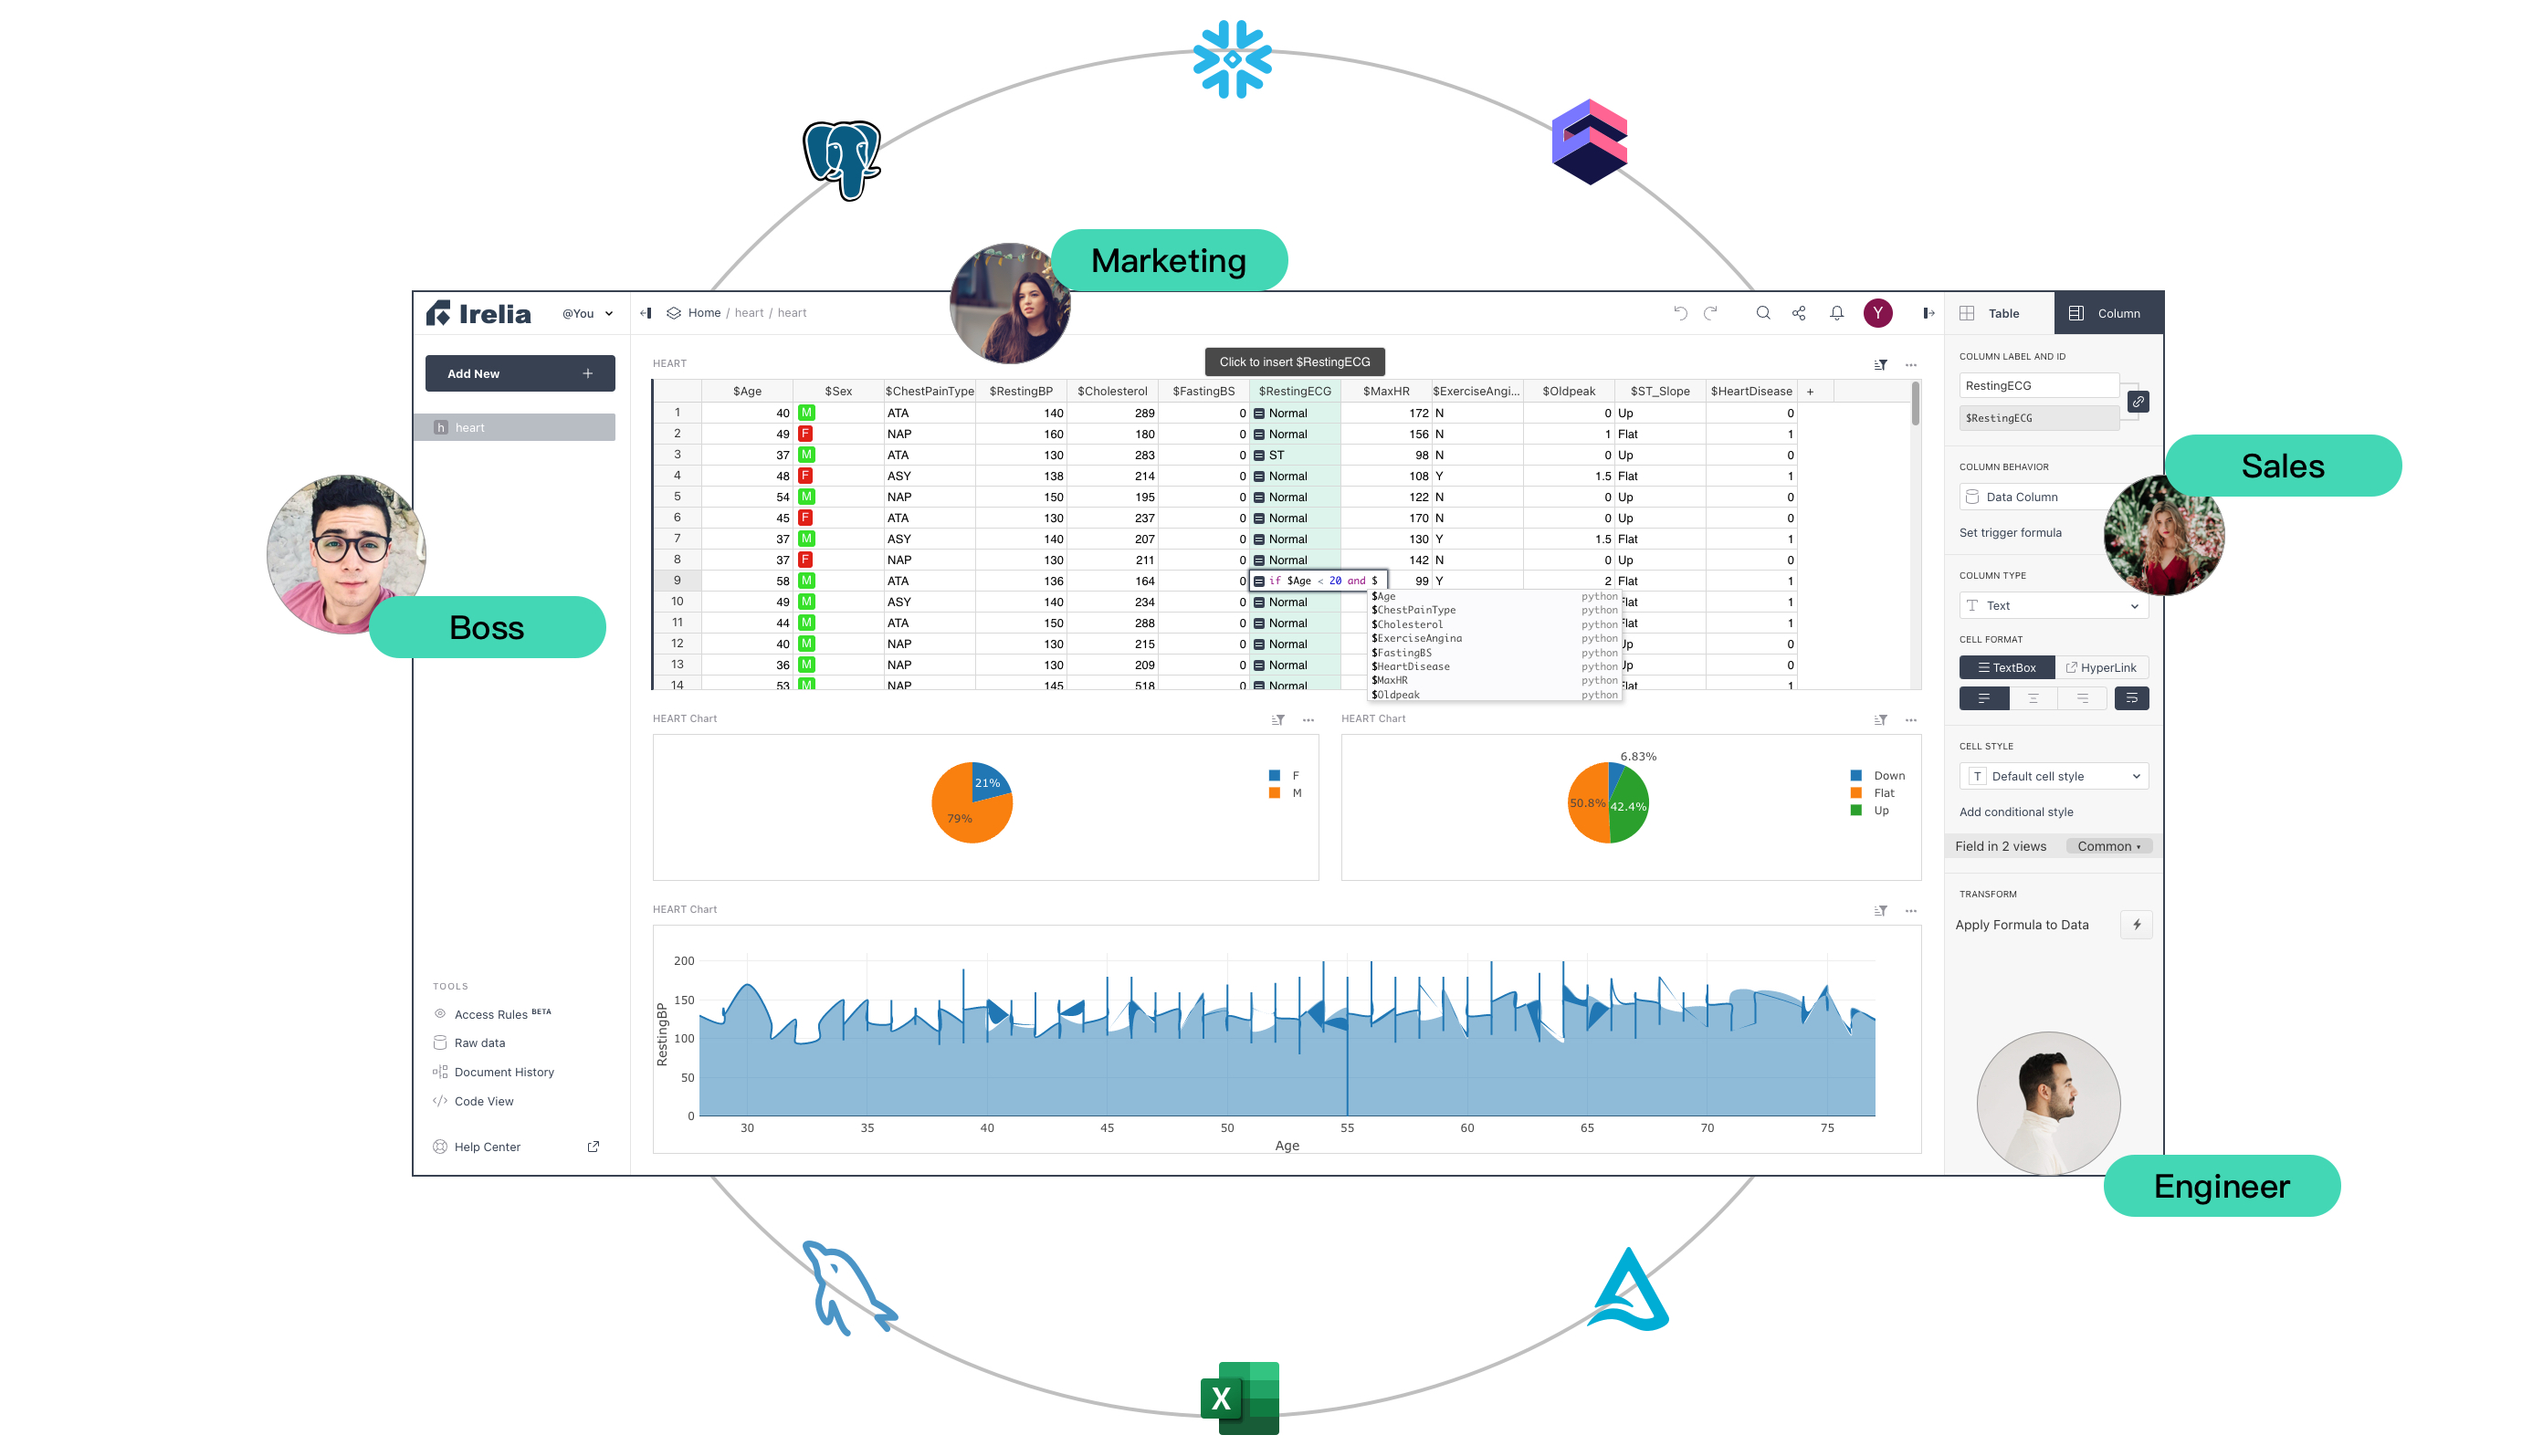 Marketing
Irelia
@You
Home / heart / heart
Y
Table
Column
Add New +
h heart
HEART
Click to insert $RestingECG
$Age $Sex $ChestPainType $RestingBP $Cholesterol $FastingBS $RestingECG $MaxHR $ExerciseAngi... $Oldpeak $ST_Slope $HeartDisease +
1 40 M ATA 140 289 0 Normal 172 N 0 Up 0
2 49 F NAP 160 180 0 Normal 156 N 1 Flat 1
3 37 M ATA 130 283 0 ST 98 N 0 Up 0
4 48 F ASY 138 214 0 Normal 108 Y 1.5 Flat 1
5 54 M NAP 150 195 0 Normal 122 N 0 Up 0
6 45 F ATA 130 237 0 Normal 170 N 0 Up 0
7 37 M ASY 140 207 0 Normal 130 Y 1.5 Flat 1
8 37 F NAP 130 211 0 Normal 142 N 0 Up 0
9 58 M ATA 136 164 0 if $Age < 20 and $ 99 Y 2 Flat 1
10 49 M ASY 140 234 0 Normal Flat 1
11 44 M ATA 150 288 0 Normal Flat 1
12 40 M NAP 130 215 0 Normal Up 0
13 36 M NAP 130 209 0 Normal Up 0
14 53 M NAP 145 518 0 Normal Flat 1
$Age python
$ChestPainType python
$Cholesterol python
$ExerciseAngina python
$FastingBS python
$HeartDisease python
$MaxHR python
$Oldpeak python
COLUMN LABEL AND ID
RestingECG
$RestingECG
COLUMN BEHAVIOR
Data Column
Set trigger formula
COLUMN TYPE
Text
CELL FORMAT
TextBox HyperLink
CELL STYLE
T Default cell style
Add conditional style
Field in 2 views Common
TRANSFORM
Apply Formula to Data
Sales
Boss
Engineer
HEART Chart
21%
79%
F
M
HEART Chart
6.83%
50.8%
42.4%
Down
Flat
Up
HEART Chart
RestingBP
200
150
100
50
0
30 35 40 45 50 55 60 65 70 75
Age
TOOLS
Access Rules BETA
Raw data
Document History
Code View
Help Center
X